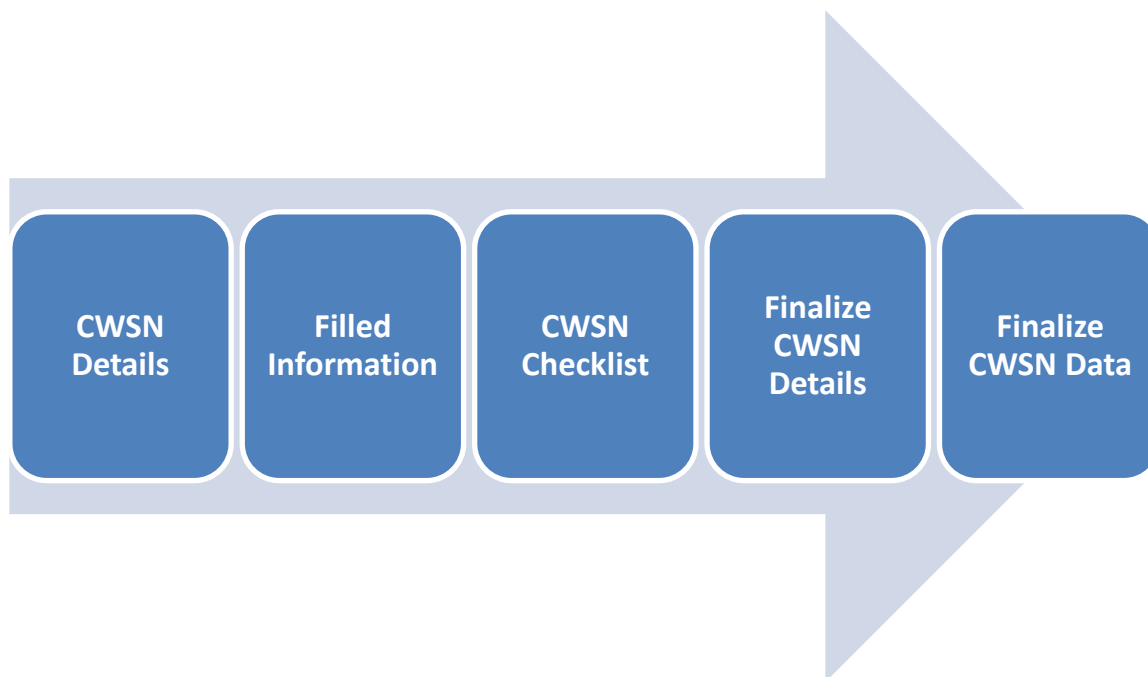 CWSN
Details
Filled
Information
CWSN
Checklist
Finalize
CWSN
Details
Finalize
CWSN Data